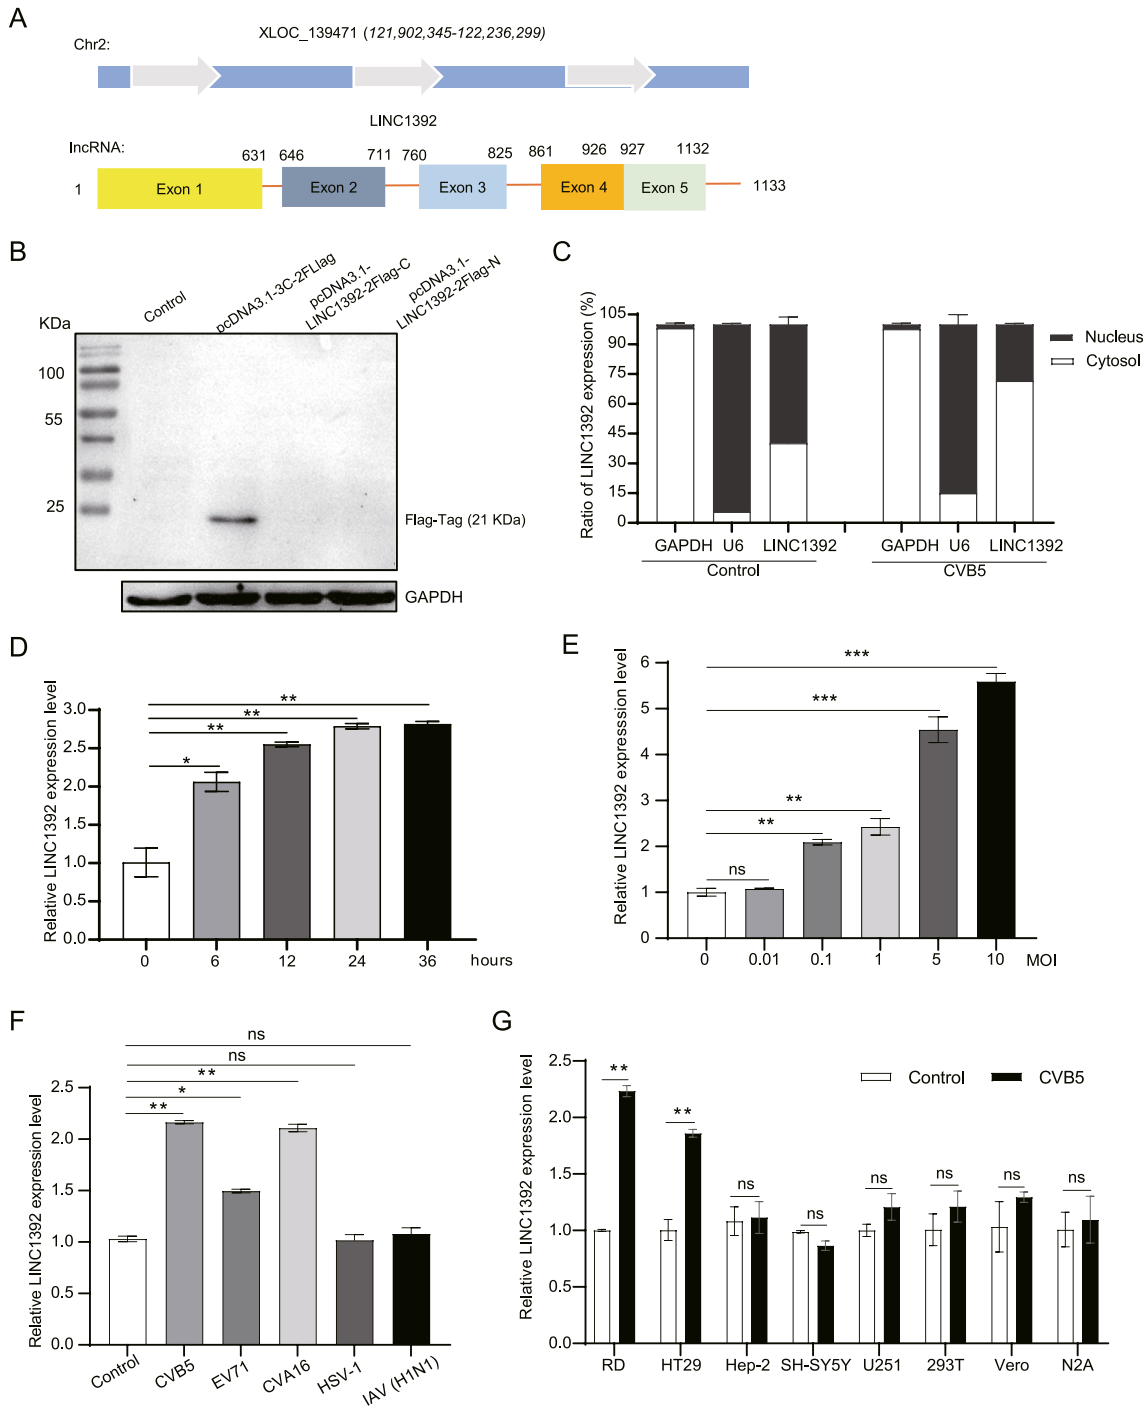 A
XLOC_139471 (121,902,345-122,236,299)
Chr2:
LINC1392
lncRNA:
631 646 711 760 825 861 926 927 1132
1 Exon 1 Exon 2 Exon 3 Exon 4 Exon 5 1133
B
Control
pcDNA3.1-3C-2FLlag
pcDNA3.1-
LINC1392-2Flag-C
pcDNA3.1-
LINC1392-2Flag-N
KDa
100
55
25
Flag-Tag (21 KDa)
GAPDH
C
Ratio of LINC1392 expression (%)
105
90
75
60
45
30
15
0
Nucleus
Cytosol
GAPDH U6 LINC1392 GAPDH U6 LINC1392
Control CVB5
D
Relative LINC1392 expression level
3.0
2.5
2.0
1.5
1.0
0.5
0.0
**
**
**
*
0 6 12 24 36 hours
E
Relative LINC1392 expresssion level
6
5
4
3
2
1
0
***
***
**
**
ns
0 0.01 0.1 1 5 10 MOI
F
Relative LINC1392 expression level
2.5
2.0
1.5
1.0
0.5
0.0
ns
ns
**
*
**
Control CVB5 EV71 CVA16 HSV-1 IAV (H1N1)
G
Relative LINC1392 expression level
2.5
2.0
1.5
1.0
0.5
0.0
Control CVB5
** ** ns ns ns ns ns ns
RD HT29 Hep-2 SH-SY5Y U251 293T Vero N2A